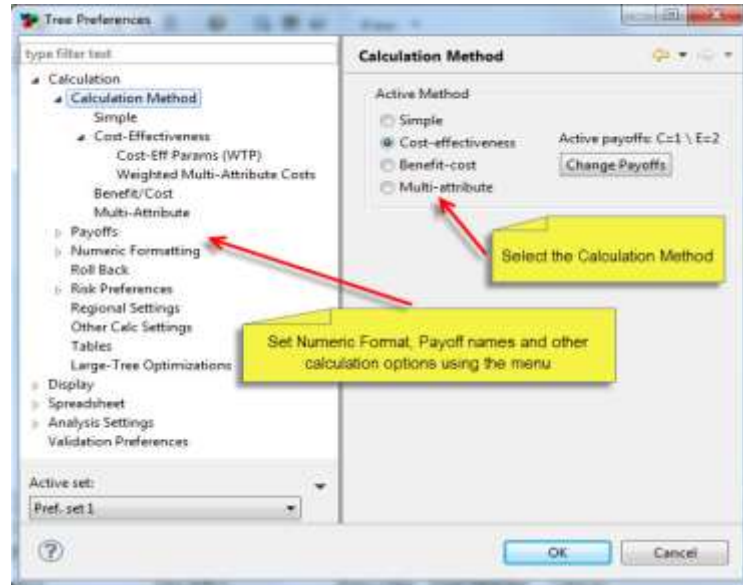 Tree Preferences
type filter text
Calculation
Calculation Method
Simple
Cost-Effectiveness
Cost-Eff Params (WTP)
Weighted Multi-Attribute Costs
Benefit/Cost
Multi-Attribute
Payoffs
Numeric Formatting
Roll Back
Risk Preferences
Regional Settings
Other Calc Settings
Tables
Large-Tree Optimizations
Display
Spreadsheet
Analysis Settings
Validation Preferences
Active set:
Pref. set 1
Calculation Method
Active Method
Simple
Cost-effectiveness
Active payoffs: C=1 \ E=2
Benefit-cost
Change Payoffs
Multi-attribute
Select the Calculation Method
Set Numeric Format, Payoff names and other
calculation options using the menu
OK
Cancel